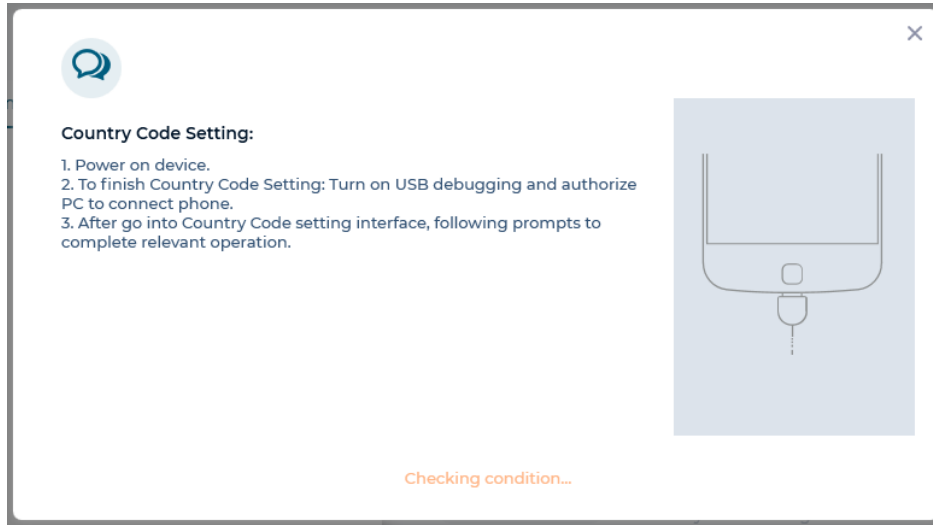 Country Code Setting:
1. Power on device.
2. To finish Country Code Setting: Turn on USB debugging and authorize
PC to connect phone.
3. After go into Country Code setting interface, following prompts to
complete relevant operation.
Checking condition...